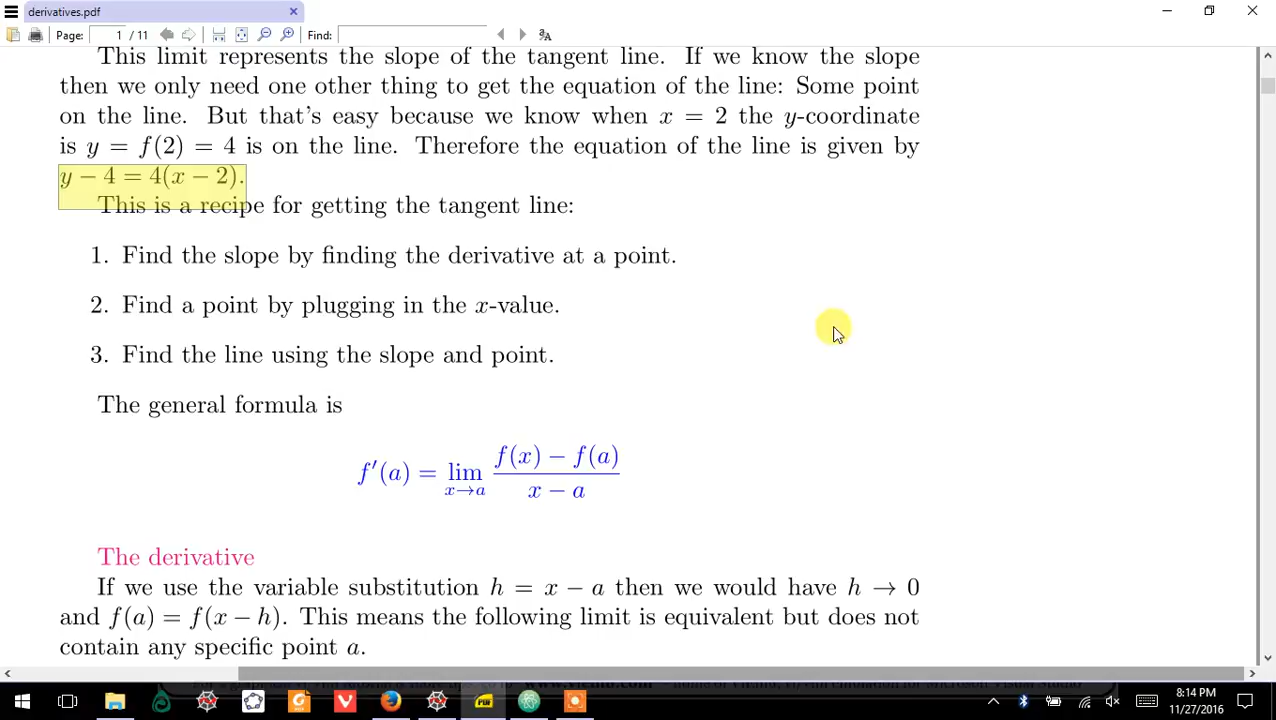 derivatives.pdf
Page: 1 / 11 Find:
This limit represents the slope of the tangent line. If we know the slope
then we only need one other thing to get the equation of the line: Some point
on the line. But that's easy because we know when x = 2 the y-coordinate
is y = f(2) = 4 is on the line. Therefore the equation of the line is given by
y − 4 = 4(x − 2).
This is a recipe for getting the tangent line:
1. Find the slope by finding the derivative at a point.
2. Find a point by plugging in the x-value.
3. Find the line using the slope and point.
The general formula is
f′(a) = lim x→a f(x) − f(a) / x − a
The derivative
If we use the variable substitution h = x − a then we would have h → 0
and f(a) = f(x − h). This means the following limit is equivalent but does not
contain any specific point a.
PDF
8:14 PM
11/27/2016